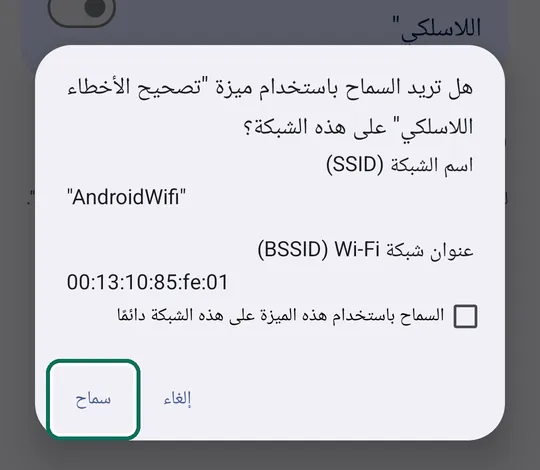 اللاسلكي"
هل تريد السماح باستخدام ميزة "تصحيح الأخطاء
اللاسلكي" على هذه الشبكة؟
اسم الشبكة (SSID)
"AndroidWifi"
عنوان شبكة Wi-Fi (BSSID)
00:13:10:85:fe:01
السماح باستخدام هذه الميزة على هذه الشبكة دائمًا
إلغاء
سماح